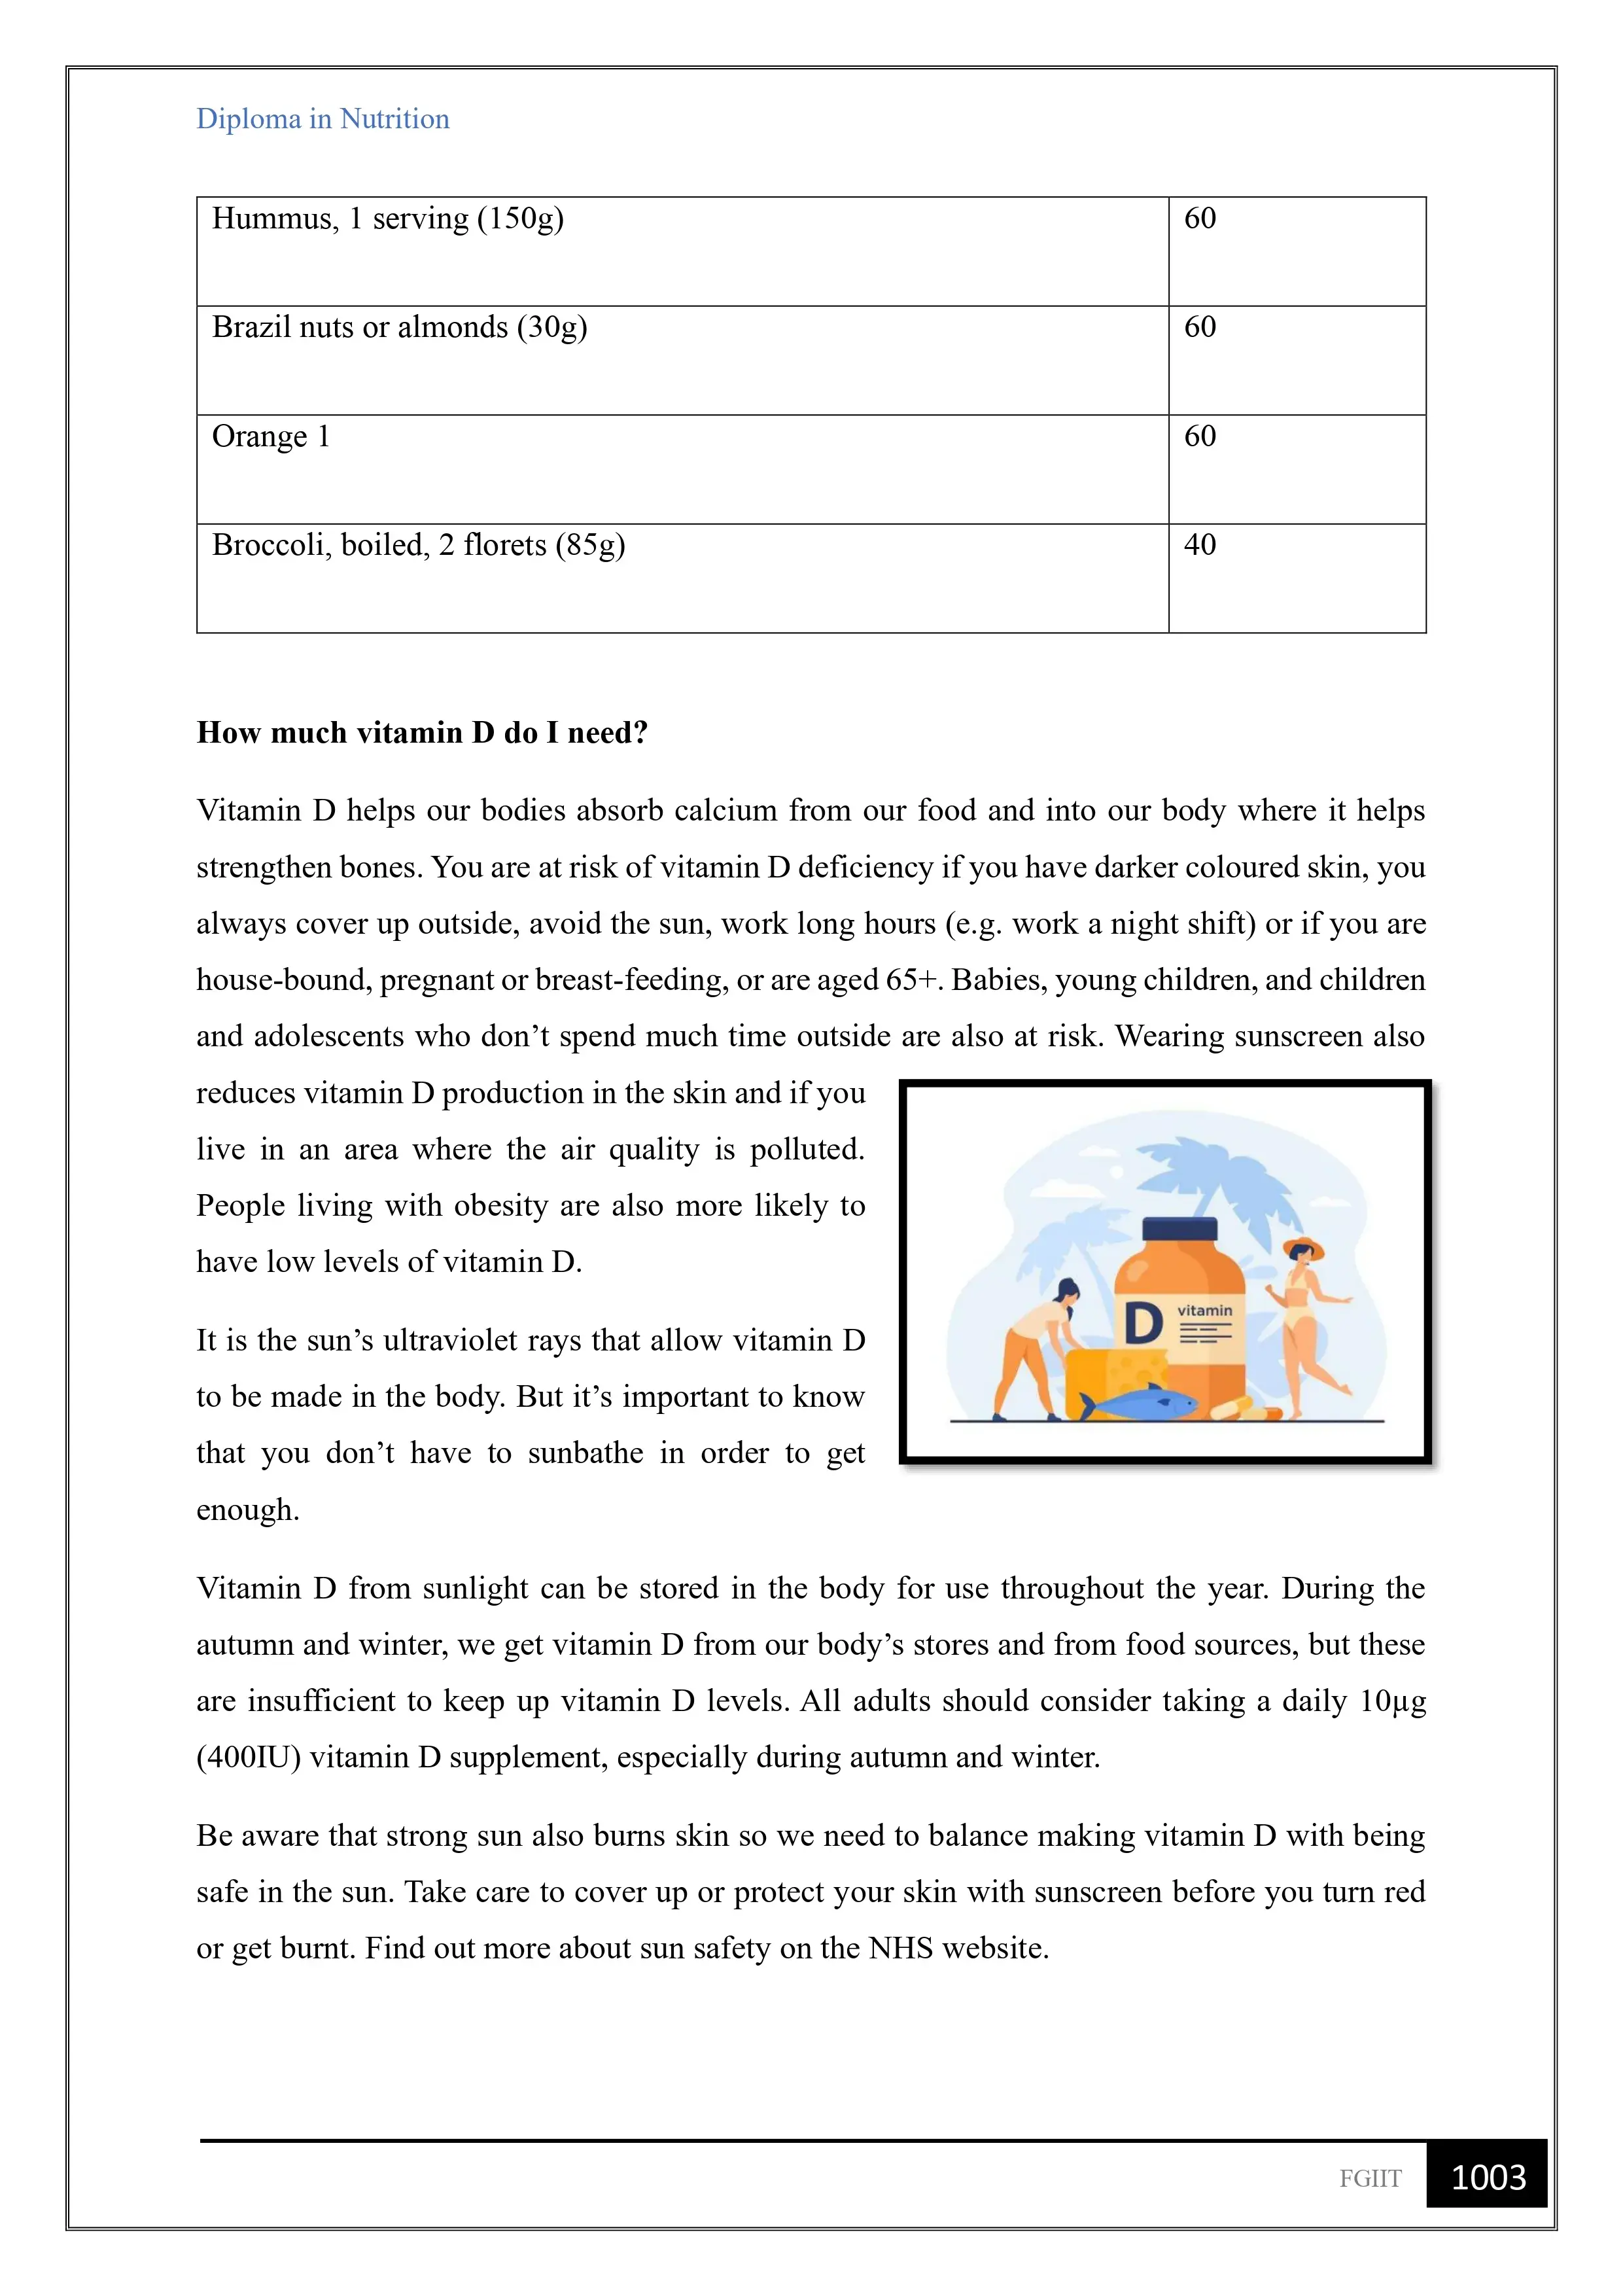 Diploma in Nutrition
Hummus, 1 serving (150g) 60
Brazil nuts or almonds (30g) 60
Orange 1 60
Broccoli, boiled, 2 florets (85g) 40
How much vitamin D do I need?
Vitamin D helps our bodies absorb calcium from our food and into our body where it helps
strengthen bones. You are at risk of vitamin D deficiency if you have darker coloured skin, you
always cover up outside, avoid the sun, work long hours (e.g. work a night shift) or if you are
house-bound, pregnant or breast-feeding, or are aged 65+. Babies, young children, and children
and adolescents who don’t spend much time outside are also at risk. Wearing sunscreen also
reduces vitamin D production in the skin and if you
live in an area where the air quality is polluted.
People living with obesity are also more likely to
have low levels of vitamin D.
D vitamin
It is the sun’s ultraviolet rays that allow vitamin D
to be made in the body. But it’s important to know
that you don’t have to sunbathe in order to get
enough.
Vitamin D from sunlight can be stored in the body for use throughout the year. During the
autumn and winter, we get vitamin D from our body’s stores and from food sources, but these
are insufficient to keep up vitamin D levels. All adults should consider taking a daily 10µg
(400IU) vitamin D supplement, especially during autumn and winter.
Be aware that strong sun also burns skin so we need to balance making vitamin D with being
safe in the sun. Take care to cover up or protect your skin with sunscreen before you turn red
or get burnt. Find out more about sun safety on the NHS website.
FGIIT 1003